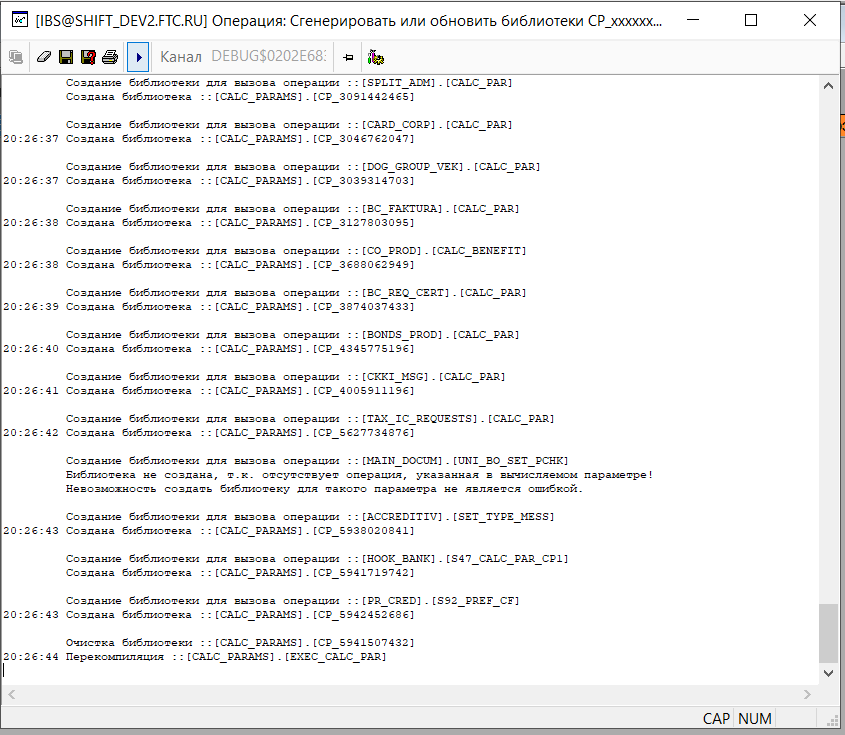 [IBS@SHIFT_DEV2.FTC.RU] Операция: Сгенерировать или обновить библиотеки CP_xxxxxx...
Канал DEBUG$0202E683
Создание библиотеки для вызова операции ::[SPLIT_ADM].[CALC_PAR]
Создана библиотека ::[CALC_PARAMS].[CP_3091442465]
Создание библиотеки для вызова операции ::[CARD_CORP].[CALC_PAR]
20:26:37 Создана библиотека ::[CALC_PARAMS].[CP_3046762047]
Создание библиотеки для вызова операции ::[DOG_GROUP_VEK].[CALC_PAR]
20:26:37 Создана библиотека ::[CALC_PARAMS].[CP_3039314703]
Создание библиотеки для вызова операции ::[BC_FAKTURA].[CALC_PAR]
20:26:38 Создана библиотека ::[CALC_PARAMS].[CP_3127803095]
Создание библиотеки для вызова операции ::[CO_PROD].[CALC_BENEFIT]
20:26:38 Создана библиотека ::[CALC_PARAMS].[CP_3688062949]
Создание библиотеки для вызова операции ::[BC_REQ_CERT].[CALC_PAR]
20:26:39 Создана библиотека ::[CALC_PARAMS].[CP_3874037433]
Создание библиотеки для вызова операции ::[BONDS_PROD].[CALC_PAR]
20:26:40 Создана библиотека ::[CALC_PARAMS].[CP_4345775196]
Создание библиотеки для вызова операции ::[CKKI_MSG].[CALC_PAR]
20:26:41 Создана библиотека ::[CALC_PARAMS].[CP_4005911196]
Создание библиотеки для вызова операции ::[TAX_IC_REQUESTS].[CALC_PAR]
20:26:42 Создана библиотека ::[CALC_PARAMS].[CP_5627734876]
Создание библиотеки для вызова операции ::[MAIN_DOCUM].[UNI_BO_SET_PCHK]
Библиотека не создана, т.к. отсутствует операция, указанная в вычисляемом параметре!
Невозможность создать библиотеку для такого параметра не является ошибкой.
Создание библиотеки для вызова операции ::[ACCREDITIV].[SET_TYPE_MESS]
20:26:43 Создана библиотека ::[CALC_PARAMS].[CP_5938020841]
Создание библиотеки для вызова операции ::[HOOK_BANK].[S47_CALC_PAR_CP1]
Создана библиотека ::[CALC_PARAMS].[CP_5941719742]
Создание библиотеки для вызова операции ::[PR_CRED].[S92_PREF_CF]
20:26:43 Создана библиотека ::[CALC_PARAMS].[CP_5942452686]
Очистка библиотеки ::[CALC_PARAMS].[CP_5941507432]
20:26:44 Перекомпиляция ::[CALC_PARAMS].[EXEC_CALC_PAR]
CAP NUM